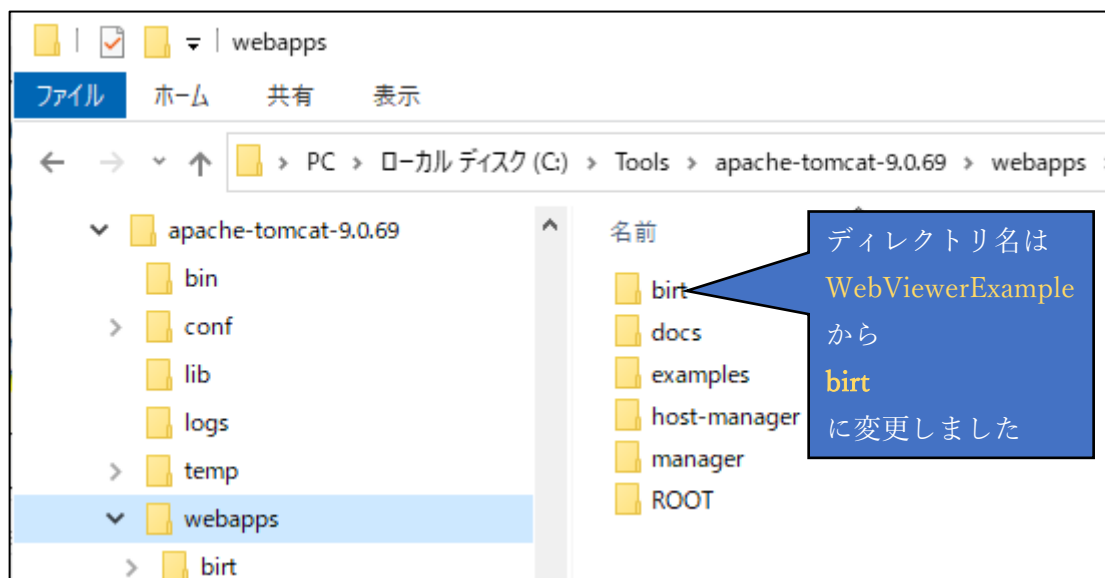 webapps
ファイル ホーム 共有 表示
PC ローカル ディスク (C:) Tools apache-tomcat-9.0.69 webapps
apache-tomcat-9.0.69
bin
conf
lib
logs
temp
webapps
birt
名前
birt
docs
examples
host-manager
manager
ROOT
ディレクトリ名は
WebViewerExample
から
birt
に変更しました